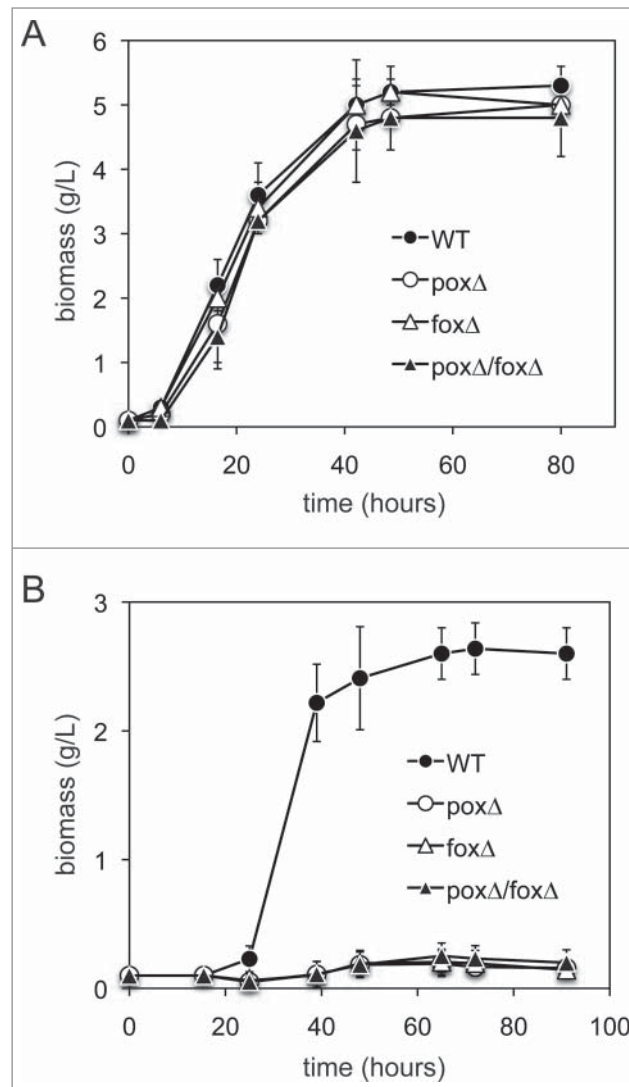 A
6
5
4
3
2
1
0
biomass (g/L)
WT
poxΔ
foxΔ
poxΔ/foxΔ
0 20 40 60 80
time (hours)
B
3
2
1
0
biomass (g/L)
WT
poxΔ
foxΔ
poxΔ/foxΔ
0 20 40 60 80 100
time (hours)